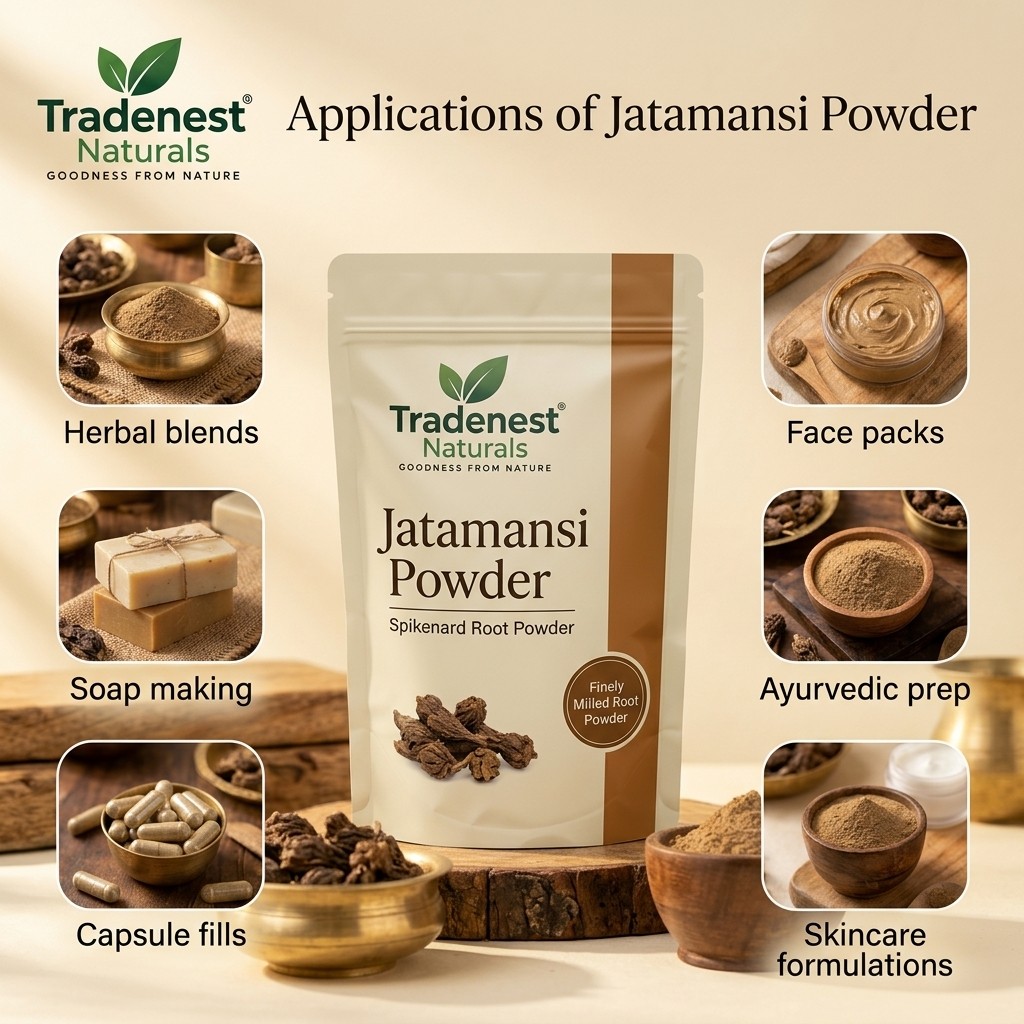 Tradenest®
Naturals
GOODNESS FROM NATURE
Applications of Jatamansi Powder
Herbal blends
Soap making
Capsule fills
Tradenest®
Naturals
GOODNESS FROM NATURE
Jatamansi
Powder
Spikenard Root Powder
Finely
Milled Root
Powder
Face packs
Ayurvedic prep
Skincare
formulations